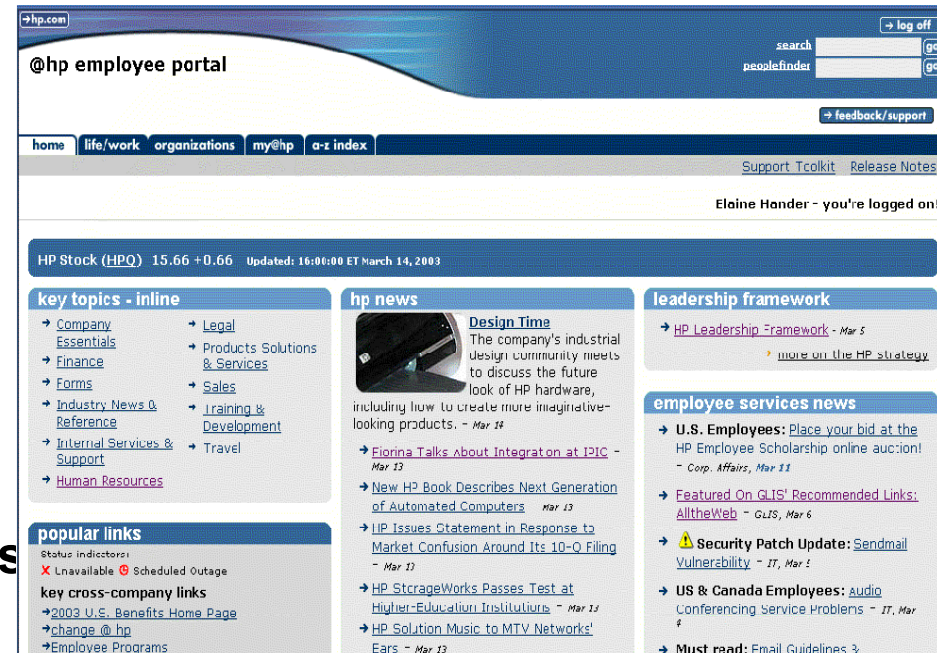 →hp.com
→ log off
search
go
@hp employee portal
peoplefinder
go
→ feedback/support
home life/work organizations my@hp a-z index
Support Toolkit Release Notes
Elaine Hander - you're logged on!
HP Stock (HPQ) 15.66 +0.66 Updated: 16:00:00 ET March 14, 2003
key topics - inline
→ Company
Essentials
→ Finance
→ Forms
→ Industry News &
Reference
→ Internal Services &
Support
→ Human Resources
→ Legal
→ Products Solutions
& Services
→ Sales
→ Training &
Development
→ Travel
popular links
Status indicators:
X Unavailable Scheduled Outage
key cross-company links
→2003 U.S. Benefits Home Page
→change @ hp
→Employee Programs
s
hp news
Design Time
The company's industrial
design community meets
to discuss the future
look of HP hardware,
including how to create more imaginative-
looking products. - Mar 14
→ Fiorina Talks About Integration at IPIC -
Mar 13
→ New HP Book Describes Next Generation
of Automated Computers Mar 13
→ HP Issues Statement in Response to
Market Confusion Around Its 10-Q Filing
- Mar 13
→ HP StorageWorks Passes Test at
Higher-Education Institutions - Mar 13
→ HP Solution Music to MTV Networks'
Ears - Mar 13
leadership framework
→ HP Leadership Framework - Mar 5
› more on the HP strategy
employee services news
→ U.S. Employees: Place your bid at the
HP Employee Scholarship online auction!
- Corp. Affairs, Mar 11
→ Featured On GLIS' Recommended Links:
AlltheWeb - GLIS, Mar 6
→ Security Patch Update: Sendmail
Vulnerability - IT, Mar
→ US & Canada Employees: Audio
Conferencing Service Problems - IT, Mar
4
→ Must read: Email Guidelines &